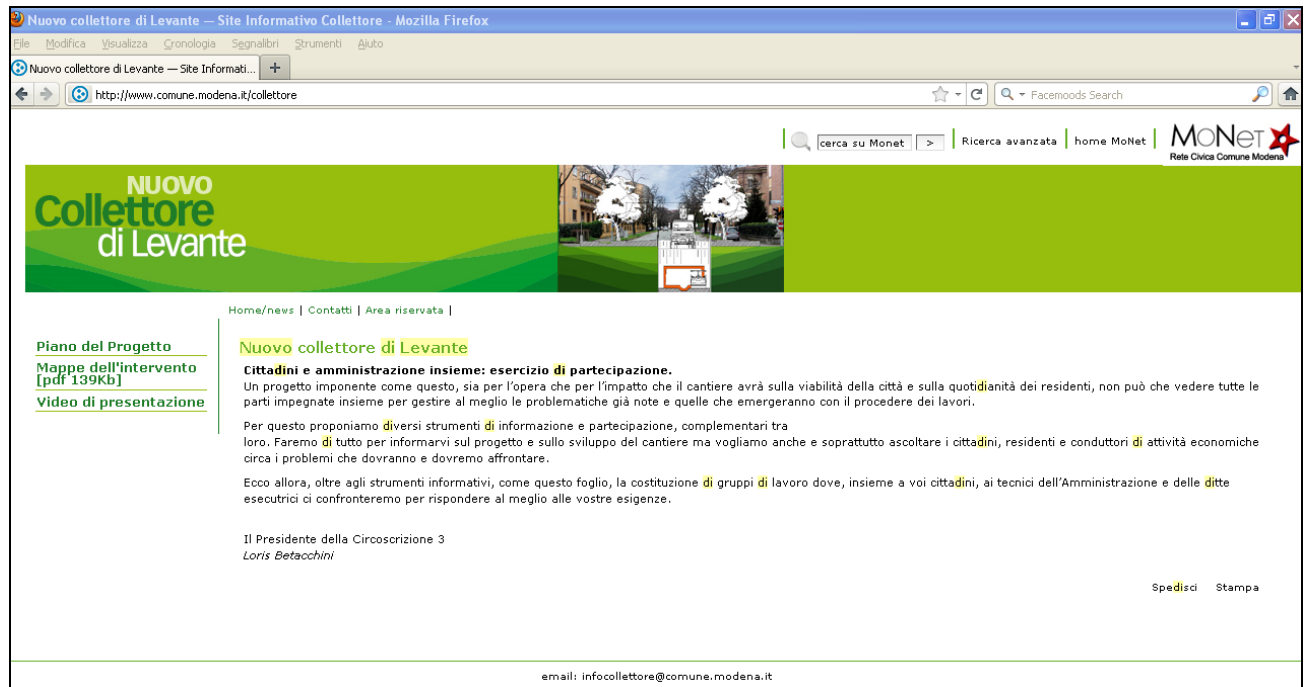 Nuovo collettore di Levante — Site Informativo Collettore - Mozilla Firefox
File Modifica Visualizza Cronologia Segnalibri Strumenti Aiuto
Nuovo collettore di Levante — Site Informati... +
http://www.comune.modena.it/collettore
Facemoods Search
cerca su Monet > Ricerca avanzata home MoNet
MoNet
Rete Civica Comune Modena
NUOVO
Collettore
di Levante
Home/news | Contatti | Area riservata |
Piano del Progetto
Mappe dell'intervento
[pdf 139Kb]
Video di presentazione
Nuovo collettore di Levante
Cittadini e amministrazione insieme: esercizio di partecipazione.
Un progetto imponente come questo, sia per l'opera che per l'impatto che il cantiere avrà sulla viabilità della città e sulla quotidianità dei residenti, non può che vedere tutte le
parti impegnate insieme per gestire al meglio le problematiche già note e quelle che emergeranno con il procedere dei lavori.
Per questo proponiamo diversi strumenti di informazione e partecipazione, complementari tra
loro. Faremo di tutto per informarvi sul progetto e sullo sviluppo del cantiere ma vogliamo anche e soprattutto ascoltare i cittadini, residenti e conduttori di attività economiche
circa i problemi che dovranno e dovremo affrontare.
Ecco allora, oltre agli strumenti informativi, come questo foglio, la costituzione di gruppi di lavoro dove, insieme a voi cittadini, ai tecnici dell'Amministrazione e delle ditte
esecutrici ci confronteremo per rispondere al meglio alle vostre esigenze.
Il Presidente della Circoscrizione 3
Loris Betacchini
Spedisci Stampa
email: infocollettore@comune.modena.it